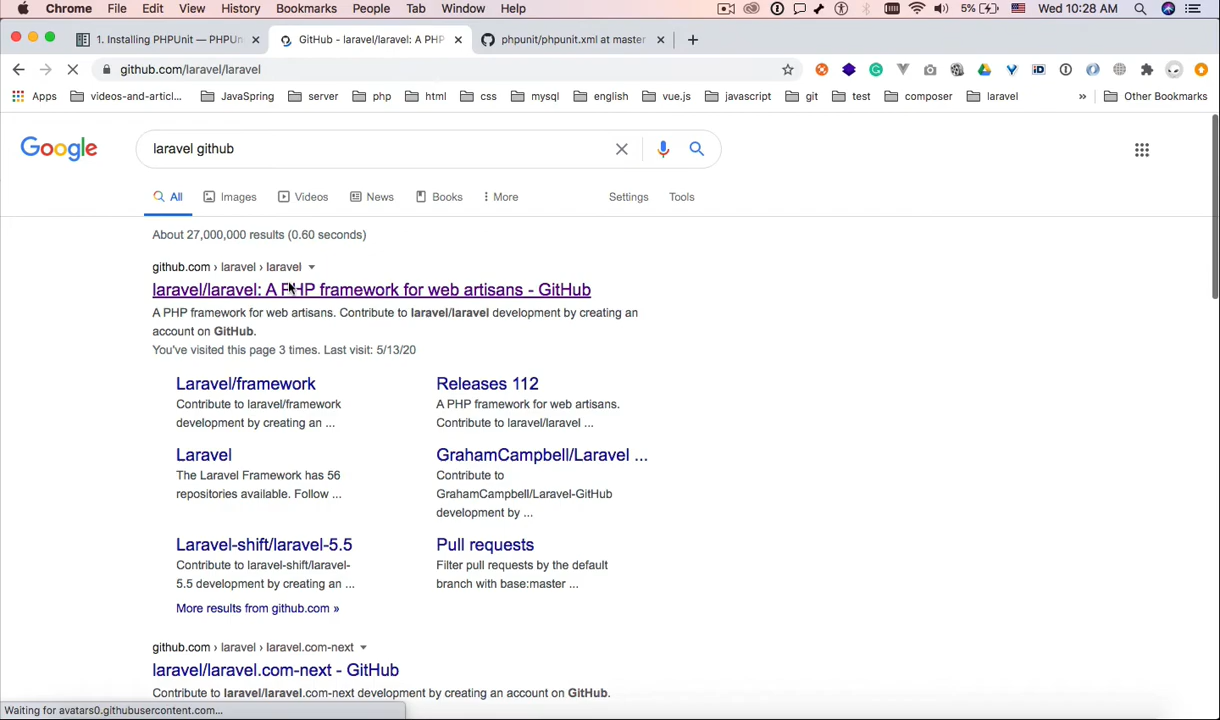 Chrome File Edit View History Bookmarks People Tab Window Help 5% Wed 10:28 AM
1. Installing PHPUnit — PHPUn GitHub - laravel/laravel: A PHP phpunit/phpunit.xml at master
github.com/laravel/laravel
Apps videos-and-articl... JavaSpring server php html css mysql english vue.js javascript git test composer laravel » Other Bookmarks
Google laravel github
All Images Videos News Books More Settings Tools
About 27,000,000 results (0.60 seconds)
github.com › laravel › laravel
laravel/laravel: A PHP framework for web artisans - GitHub
A PHP framework for web artisans. Contribute to laravel/laravel development by creating an
account on GitHub.
You've visited this page 3 times. Last visit: 5/13/20
Laravel/framework
Contribute to laravel/framework
development by creating an ...
Releases 112
A PHP framework for web artisans.
Contribute to laravel/laravel ...
Laravel
The Laravel Framework has 56
repositories available. Follow ...
GrahamCampbell/Laravel ...
Contribute to
GrahamCampbell/Laravel-GitHub
development by ...
Laravel-shift/laravel-5.5
Contribute to laravel-shift/laravel-
5.5 development by creating an ...
Pull requests
Filter pull requests by the default
branch with base:master ...
More results from github.com »
github.com › laravel › laravel.com-next
laravel/laravel.com-next - GitHub
Contribute to laravel/laravel.com-next development by creating an account on GitHub.
Waiting for avatars0.githubusercontent.com...